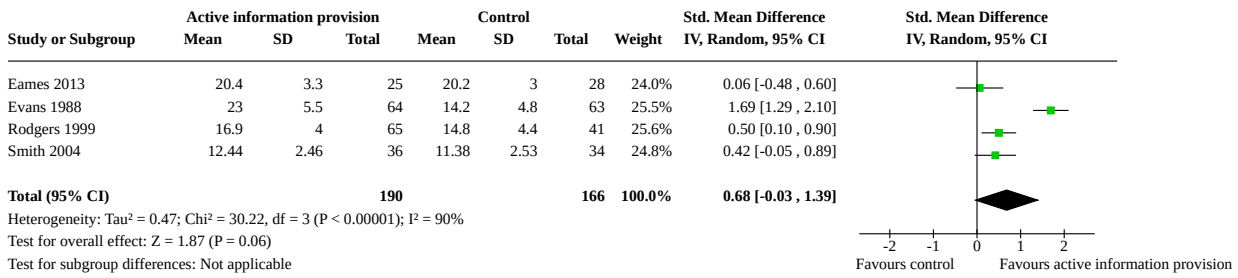 Active information provision Control Std. Mean Difference Std. Mean Difference
Study or Subgroup Mean SD Total Mean SD Total Weight IV, Random, 95% CI IV, Random, 95% CI
Eames 2013 20.4 3.3 25 20.2 3 28 24.0% 0.06 [-0.48 , 0.60]
Evans 1988 23 5.5 64 14.2 4.8 63 25.5% 1.69 [1.29 , 2.10]
Rodgers 1999 16.9 4 65 14.8 4.4 41 25.6% 0.50 [0.10 , 0.90]
Smith 2004 12.44 2.46 36 11.38 2.53 34 24.8% 0.42 [-0.05 , 0.89]
Total (95% CI) 190 166 100.0% 0.68 [-0.03 , 1.39]
Heterogeneity: Tau² = 0.47; Chi² = 30.22, df = 3 (P < 0.00001); I² = 90%
Test for overall effect: Z = 1.87 (P = 0.06) -2 -1 0 1 2
Test for subgroup differences: Not applicable Favours control Favours active information provision